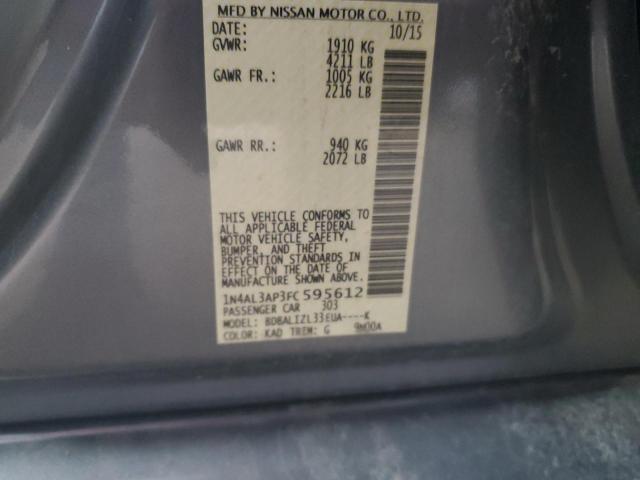 MFD BY NISSAN MOTOR CO., LTD.
DATE: 10/15
GVWR: 1910 KG
4211 LB
GAWR FR.: 1005 KG
2216 LB
GAWR RR.: 940 KG
2072 LB
THIS VEHICLE CONFORMS TO
ALL APPLICABLE FEDERAL
MOTOR VEHICLE SAFETY,
BUMPER, AND THEFT
PREVENTION STANDARDS IN
EFFECT ON THE DATE OF
MANUFACTURE SHOWN ABOVE.
1N4AL3AP3FC595612
PASSENGER CAR 303
MODEL: BDBALIZL33EUA----K
COLOR: KAD TRIM: G 9N00A